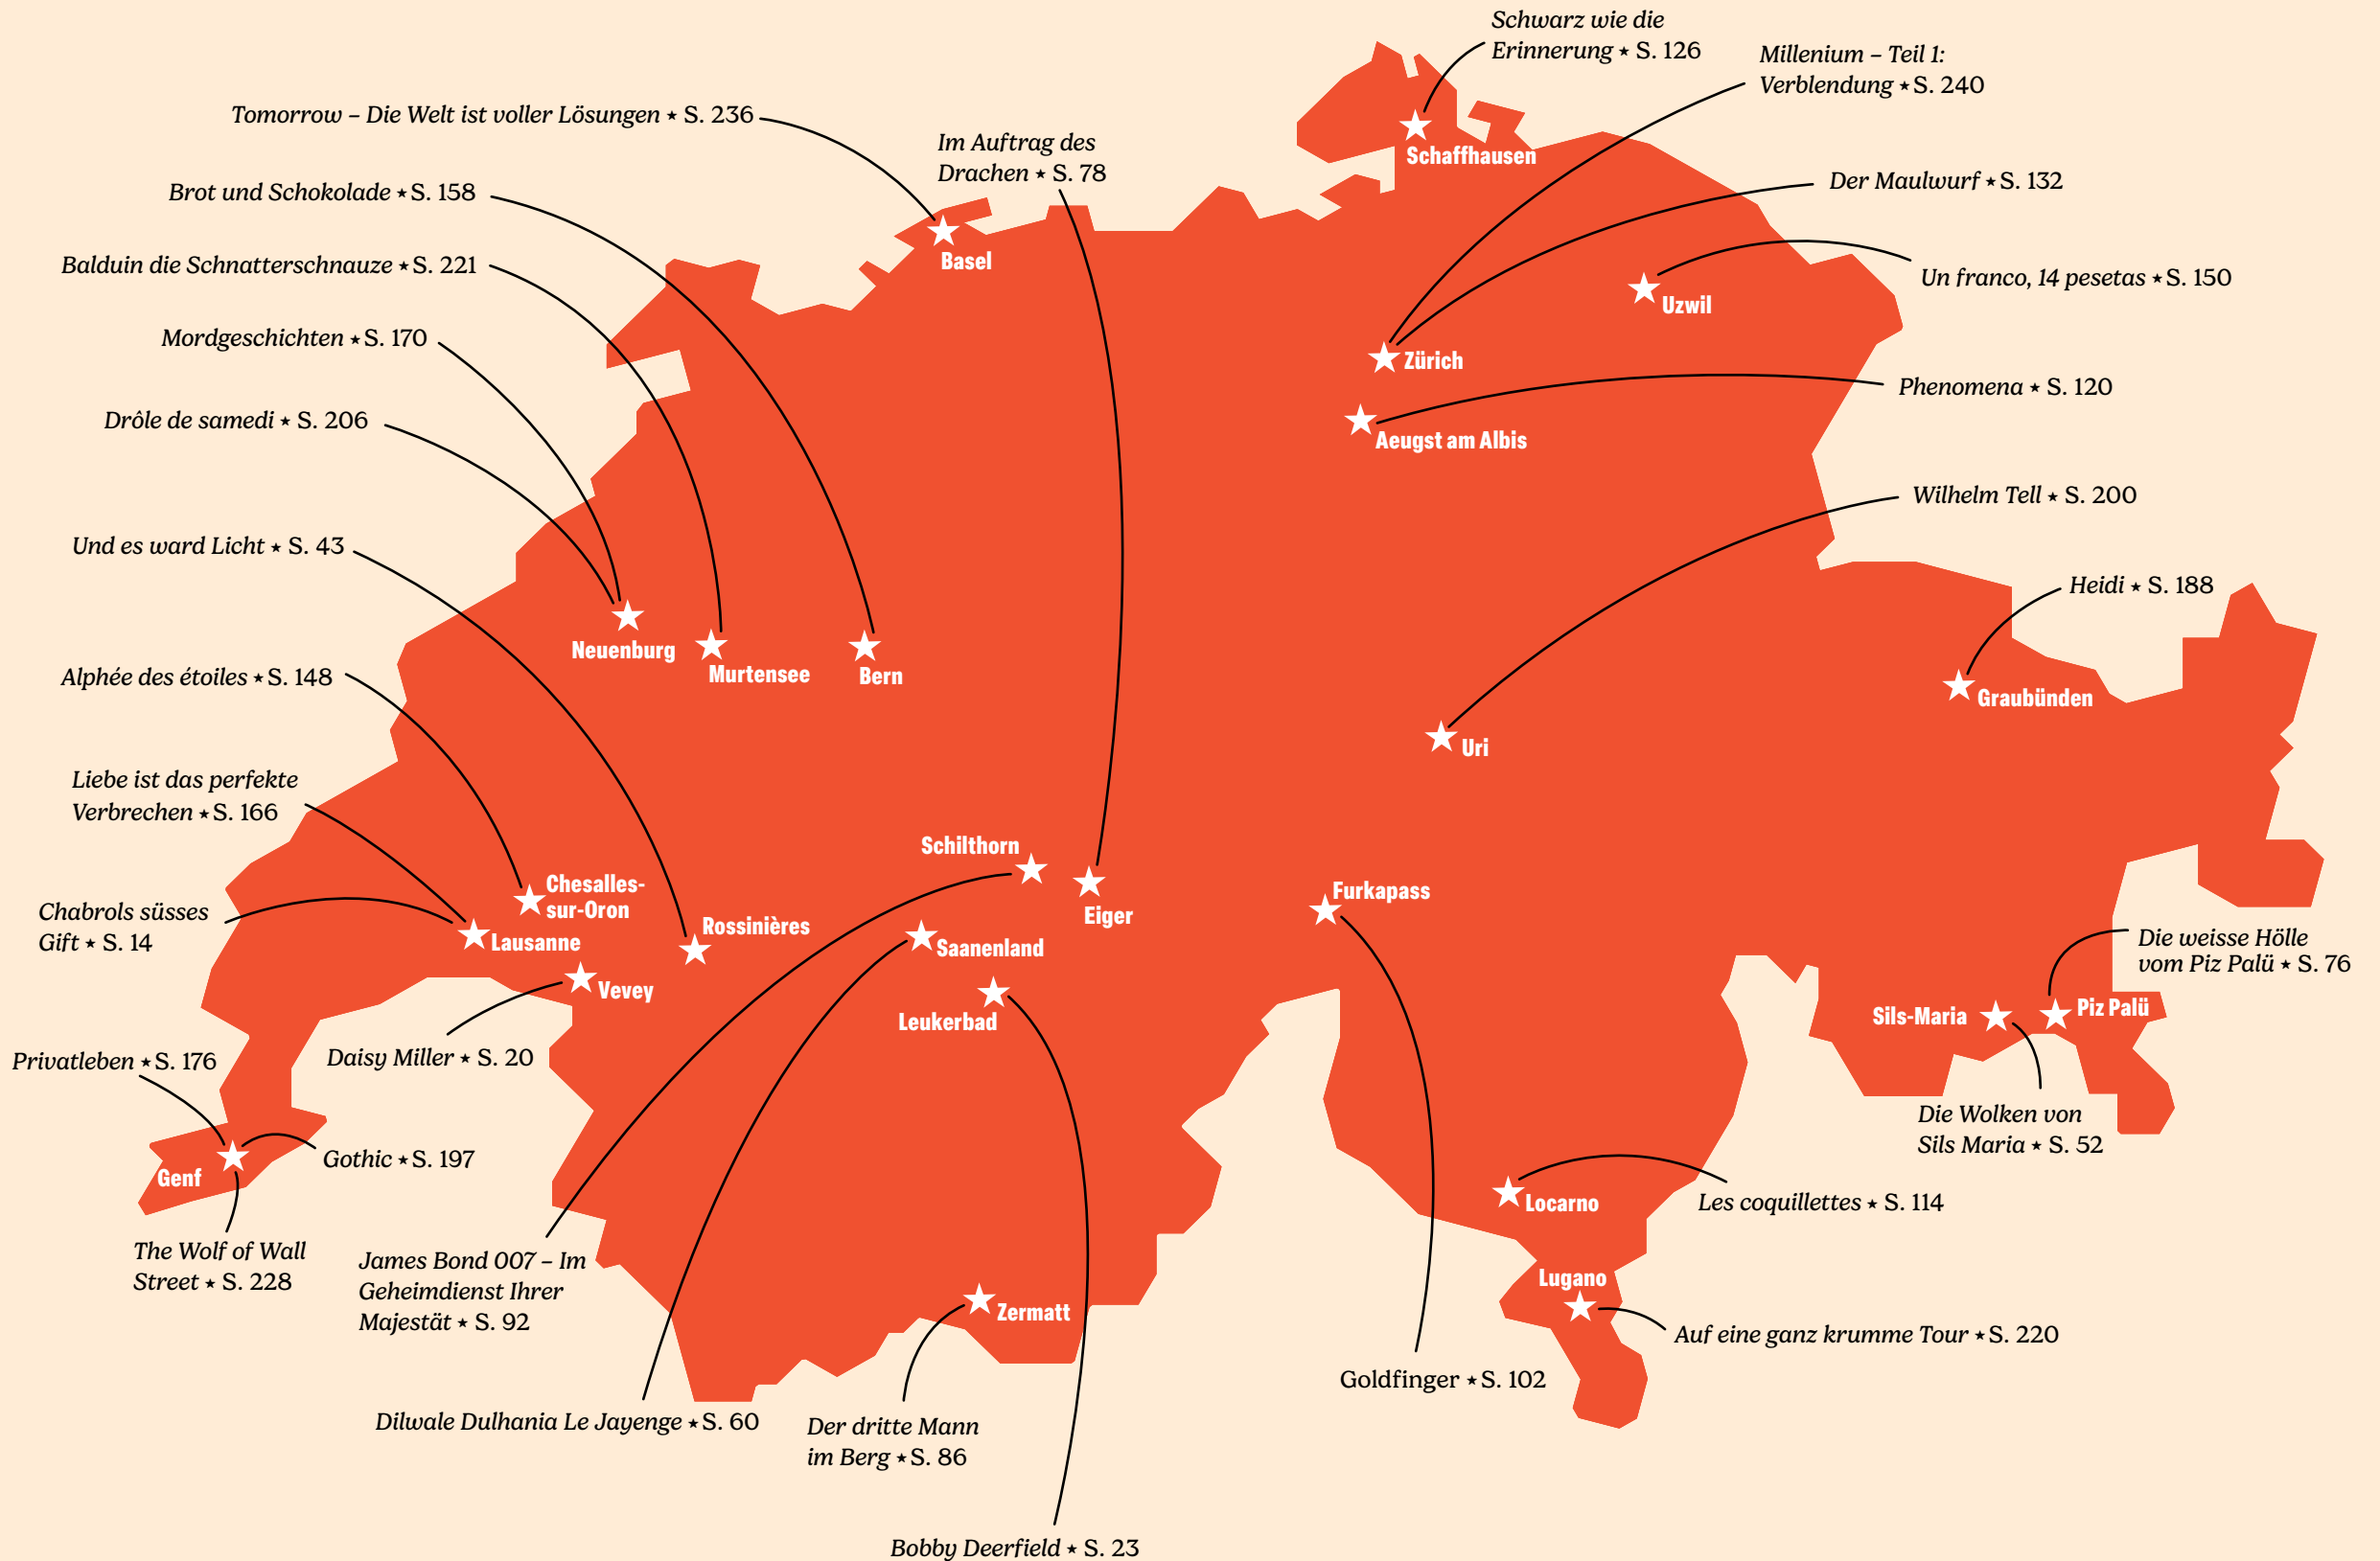 Schwarz wie die
Erinnerung ★ S. 126
Millenium – Teil 1:
Verblendung ★ S. 240
Tomorrow – Die Welt ist voller Lösungen ★ S. 236
Im Auftrag des
Drachen ★ S. 78
Schaffhausen
Brot und Schokolade ★ S. 158
Der Maulwurf ★ S. 132
Basel
Balduin die Schnatterschnauze ★ S. 221
Un franco, 14 pesetas ★ S. 150
Uzwil
Mordgeschichten ★ S. 170
Zürich
Phenomena ★ S. 120
Drôle de samedi ★ S. 206
Aeugst am Albis
Wilhelm Tell ★ S. 200
Und es ward Licht ★ S. 43
Heidi ★ S. 188
Neuenburg
Murtensee
Bern
Alphée des étoiles ★ S. 148
Graubünden
Uri
Liebe ist das perfekte
Verbrechen ★ S. 166
Schilthorn
Chesalles-
sur-Oron
Furkapass
Chabrols süsses
Gift ★ S. 14
Eiger
Rossinières
Lausanne
Saanenland
Die weisse Hölle
vom Piz Palü ★ S. 76
Vevey
Leukerbad
Sils-Maria
Piz Palü
Privatleben ★ S. 176
Daisy Miller ★ S. 20
Die Wolken von
Sils Maria ★ S. 52
Gothic ★ S. 197
Genf
Locarno
Les coquillettes ★ S. 114
The Wolf of Wall
Street ★ S. 228
James Bond 007 – Im
Geheimdienst Ihrer
Majestät ★ S. 92
Lugano
Zermatt
Auf eine ganz krumme Tour ★ S. 220
Goldfinger ★ S. 102
Dilwale Dulhania Le Jayenge ★ S. 60
Der dritte Mann
im Berg ★ S. 86
Bobby Deerfield ★ S. 23